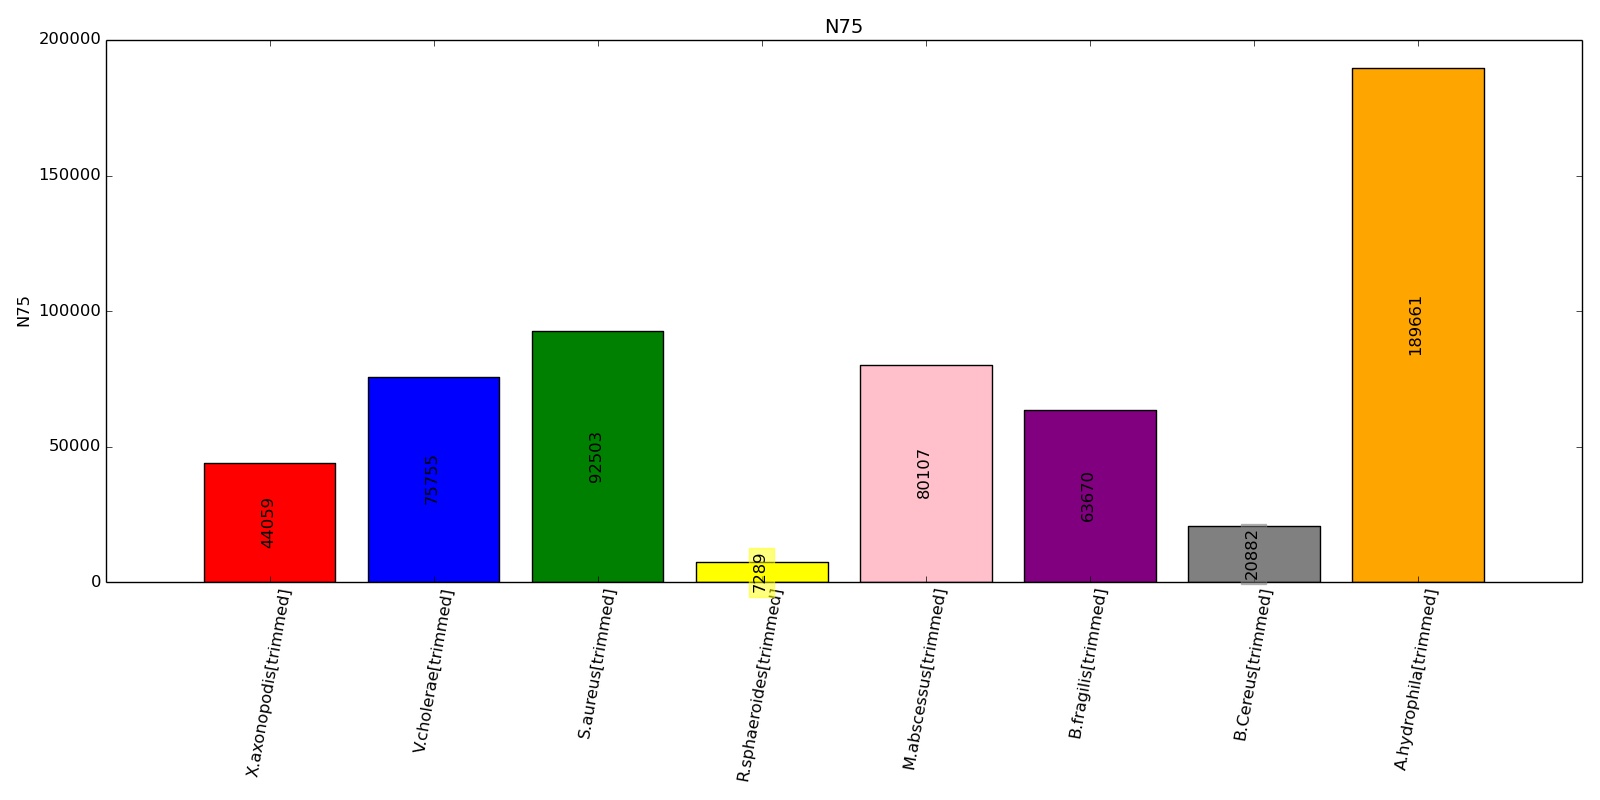 N75
200000
150000
100000
50000
0
N75
44059
75755
92503
7289
80107
63670
20882
189661
X.axonopodis[trimmed]
V.cholerae[trimmed]
S.aureus[trimmed]
R.sphaeroides[trimmed]
M.abscessus[trimmed]
B.fragilis[trimmed]
B.Cereus[trimmed]
A.hydrophila[trimmed]